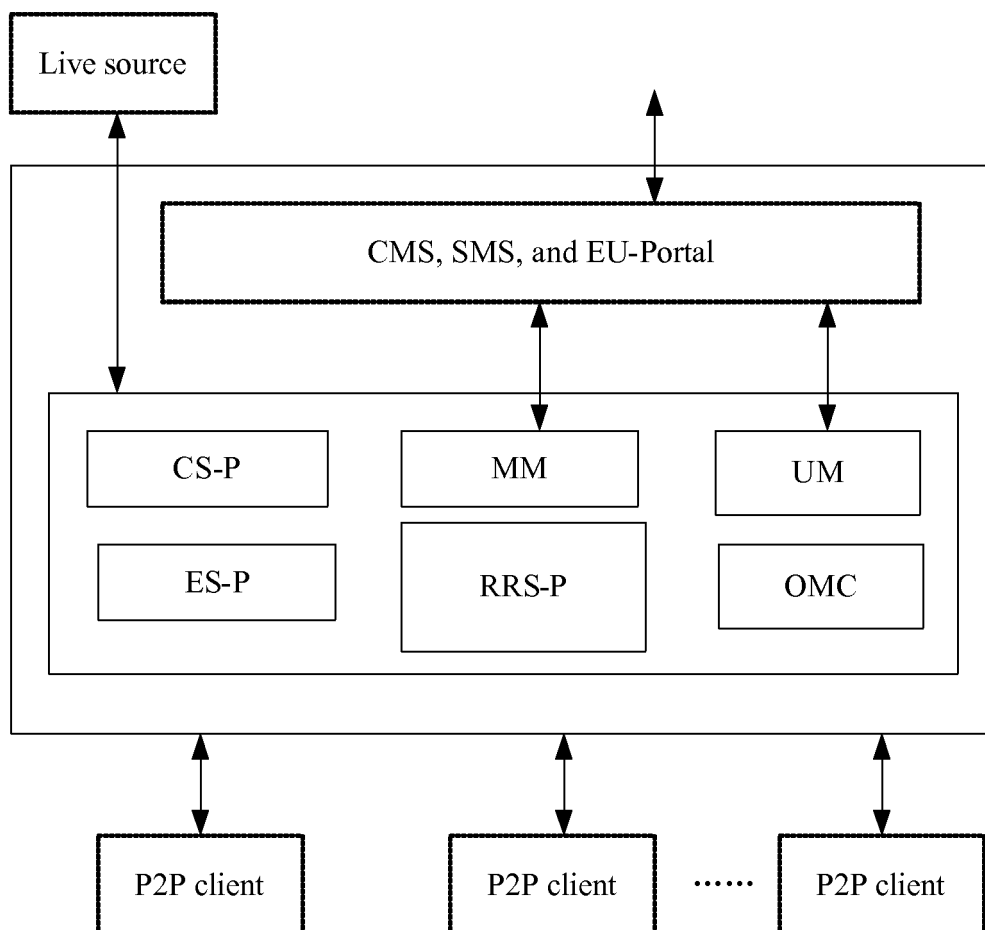 Live source
CMS, SMS, and EU-Portal
CS-P
MM
UM
ES-P
RRS-P
OMC
P2P client
P2P client
……
P2P client